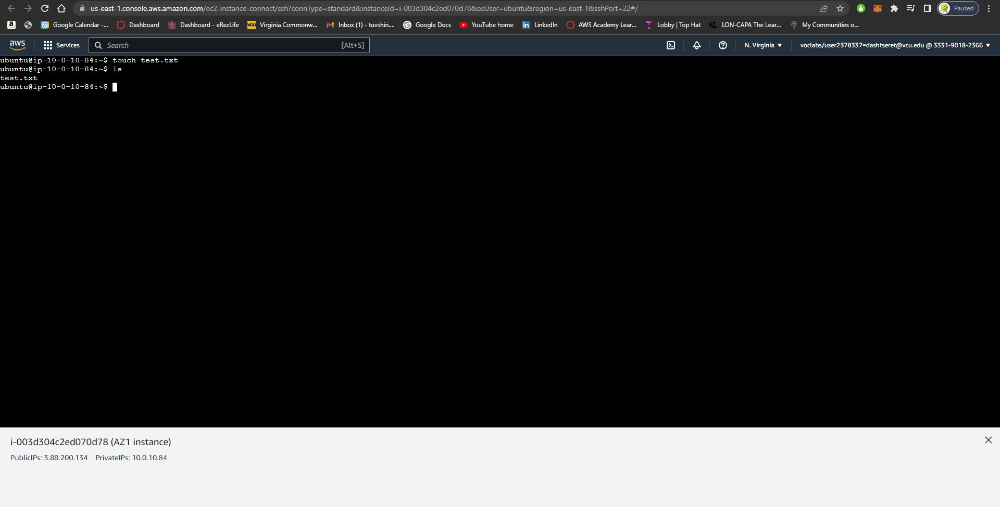 us-east-1.console.aws.amazon.com/ec2-instance-connect/ssh?connType=standard&instanceId=i-003d304c2ed070d78&osUser=ubuntu&region=us-east-1&sshPort=22#/ Paused
a 27 Google Calendar -... Dashboard Dashboard - eRezLife VCU Virginia Commonw... Inbox (1) - tuvshin.... Google Docs YouTube home in LinkedIn AWS Academy Lear... Lobby | Top Hat LON-CAPA The Lear... My Communities o...
aws Services Search [Alt+S] N. Virginia voclabs/user2378337=dashtseret@vcu.edu @ 3331-9018-2366
ubuntu@ip-10-0-10-84:~$ touch test.txt
ubuntu@ip-10-0-10-84:~$ ls
test.txt
ubuntu@ip-10-0-10-84:~$
i-003d304c2ed070d78 (AZ1 instance)
PublicIPs: 3.88.200.134 PrivateIPs: 10.0.10.84